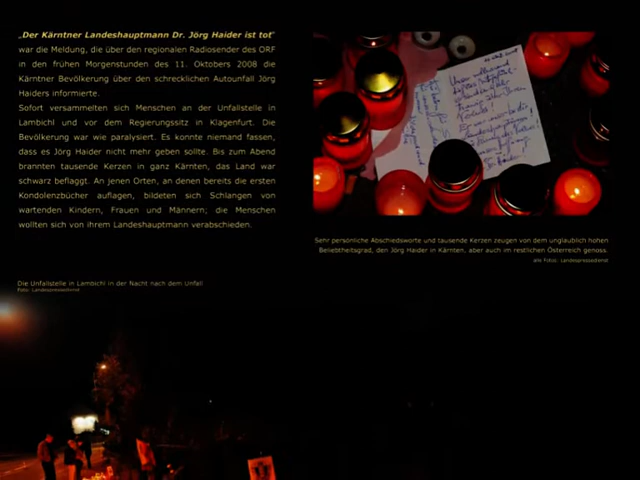 „Der Kärntner Landeshauptmann Dr. Jörg Haider ist tot“
war die Meldung, die über den regionalen Radiosender des ORF
in den frühen Morgenstunden des 11. Oktobers 2008 die
Kärntner Bevölkerung über den schrecklichen Autounfall Jörg
Haiders informierte.
Sofort versammelten sich Menschen an der Unfallstelle in
Lambichl und vor dem Regierungssitz in Klagenfurt. Die
Bevölkerung war wie paralysiert. Es konnte niemand fassen,
dass es Jörg Haider nicht mehr geben sollte. Bis zum Abend
brannten tausende Kerzen in ganz Kärnten, das Land war
schwarz beflaggt. An jenen Orten, an denen bereits die ersten
Kondolenzbücher auflagen, bildeten sich Schlangen von
wartenden Kindern, Frauen und Männern; die Menschen
wollten sich von ihrem Landeshauptmann verabschieden.
Sehr persönliche Abschiedsworte und tausende Kerzen zeugen von dem unglaublich hohen
Beliebtheitsgrad, den Jörg Haider in Kärnten, aber auch im restlichen Österreich genoss.
alle Fotos: Landespressedienst
Die Unfallstelle in Lambichl in der Nacht nach dem Unfall
Foto: Landespressedienst